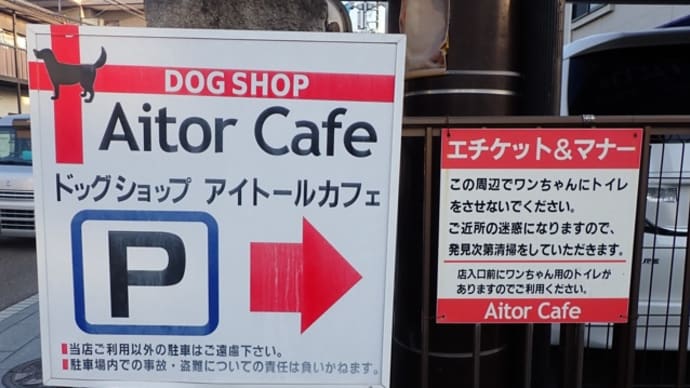 DOG SHOP
Aitor Cafe
ドッグショップ アイトールカフェ
P
■当店ご利用以外の駐車はご遠慮下さい。
■駐車場内での事故・盗難についての責任は負いかねます。
エチケット&マナー
この周辺でワンちゃんにトイレ
をさせないでください。
ご近所の迷惑になりますので、
発見次第清掃をしていただきます。
店入口前にワンちゃん用のトイレが
ありますのでご利用ください。
Aitor Cafe